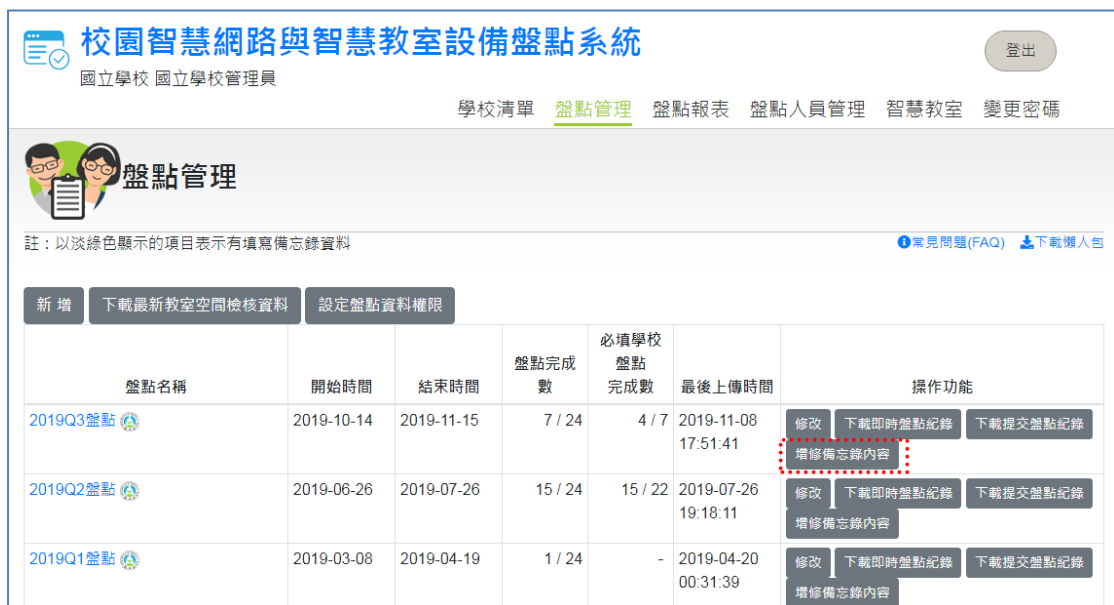 校園智慧網路與智慧教室設備盤點系統
登出
國立學校 國立學校管理員
學校清單 盤點管理 盤點報表 盤點人員管理 智慧教室 變更密碼
盤點管理
註：以淡綠色顯示的項目表示有填寫備忘錄資料
常見問題(FAQ) 下載懶人包
新 增 下載最新教室空間檢核資料 設定盤點資料權限
盤點名稱 開始時間 結束時間 盤點完成數 必填學校盤點完成數 最後上傳時間 操作功能
2019Q3盤點 2019-10-14 2019-11-15 7 / 24 4 / 7 2019-11-08 17:51:41 修改 下載即時盤點紀錄 下載提交盤點紀錄
增修備忘錄內容
2019Q2盤點 2019-06-26 2019-07-26 15 / 24 15 / 22 2019-07-26 19:18:11 修改 下載即時盤點紀錄 下載提交盤點紀錄
增修備忘錄內容
2019Q1盤點 2019-03-08 2019-04-19 1 / 24 - 2019-04-20 00:31:39 修改 下載即時盤點紀錄 下載提交盤點紀錄
增修備忘錄內容